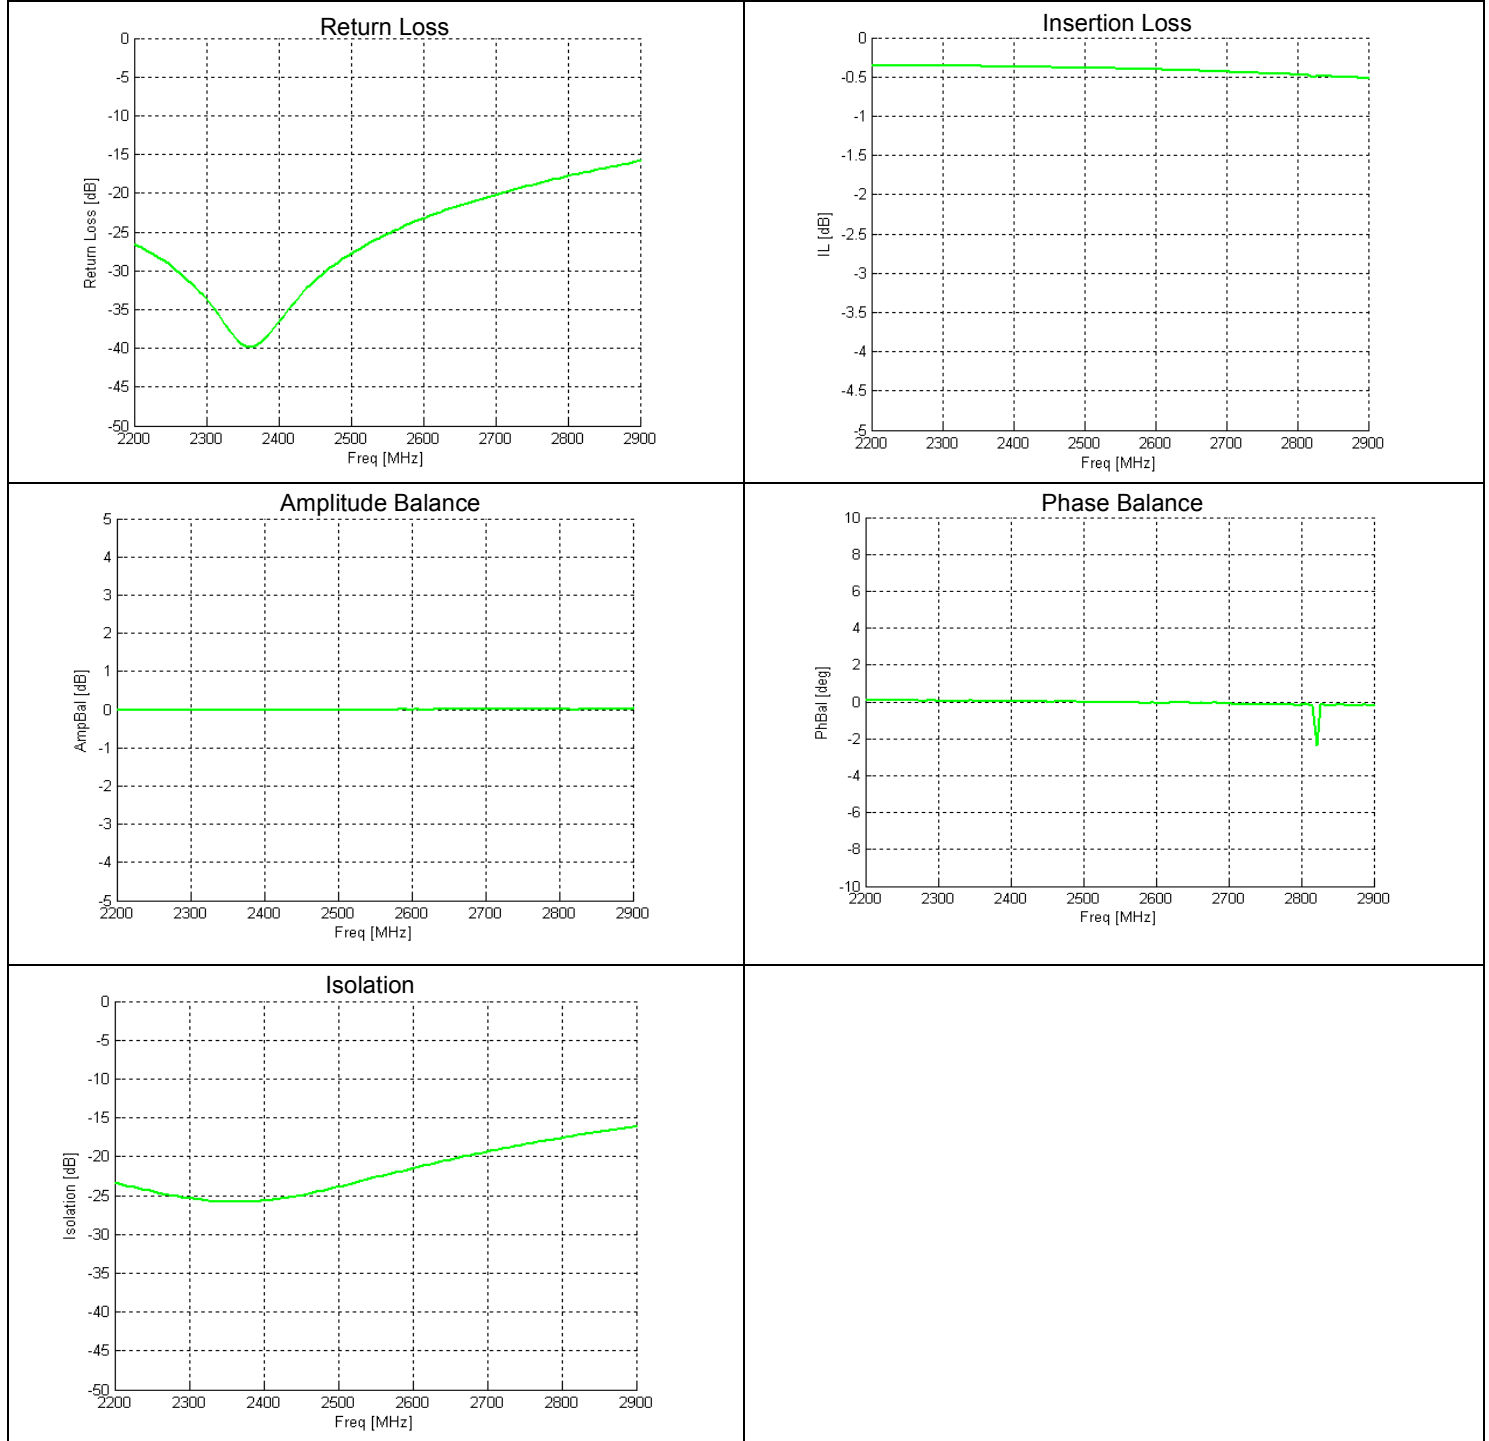 Return Loss
0
-5
-10
-15
-20
-25
-30
-35
-40
-45
-50
Return Loss [dB]
2200 2300 2400 2500 2600 2700 2800 2900
Freq [MHz]
Insertion Loss
0
-0.5
-1
-1.5
-2
-2.5
-3
-3.5
-4
-4.5
-5
IL [dB]
2200 2300 2400 2500 2600 2700 2800 2900
Freq [MHz]
Amplitude Balance
5
4
3
2
1
0
-1
-2
-3
-4
-5
AmpBal [dB]
2200 2300 2400 2500 2600 2700 2800 2900
Freq [MHz]
Phase Balance
10
8
6
4
2
0
-2
-4
-6
-8
-10
PhBal [deg]
2200 2300 2400 2500 2600 2700 2800 2900
Freq [MHz]
Isolation
0
-5
-10
-15
-20
-25
-30
-35
-40
-45
-50
Isolation [dB]
2200 2300 2400 2500 2600 2700 2800 2900
Freq [MHz]